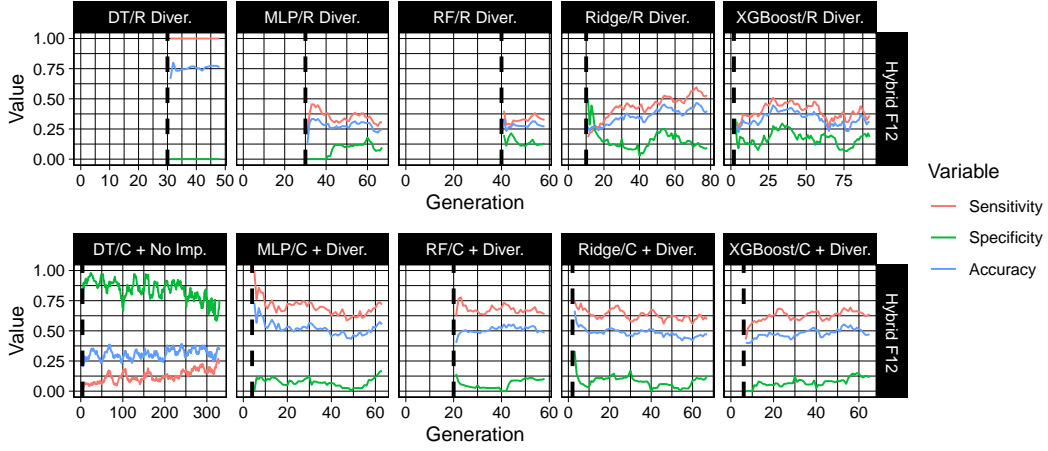 DT/R Diver. MLP/R Diver. RF/R Diver. Ridge/R Diver. XGBoost/R Diver.
1.00
0.75
0.50
0.25
0.00
Value
Hybrid F12
0 10 20 30 40 50 0 20 40 60 0 20 40 60 0 10 20 30 40 50 60 70 80 0 25 50 75
Generation
DT/C + No Imp. MLP/C + Diver. RF/C + Diver. Ridge/C + Diver. XGBoost/C + Diver.
1.00
0.75
0.50
0.25
0.00
Value
Hybrid F12
0 100 200 300 0 20 40 60 0 20 40 60 0 20 40 60 0 20 40 60
Generation
Variable
Sensitivity
Specificity
Accuracy